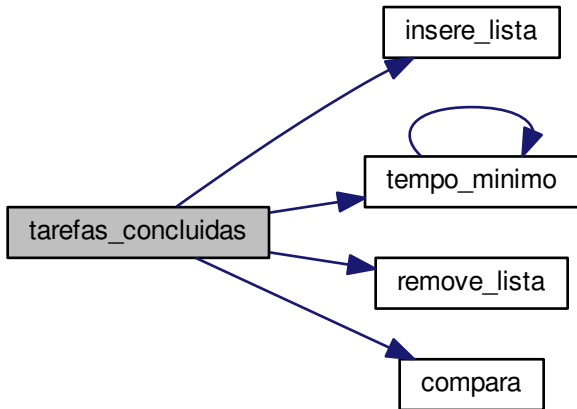 insere_lista
tempo_minimo
tarefas_concluidas
remove_lista
compara